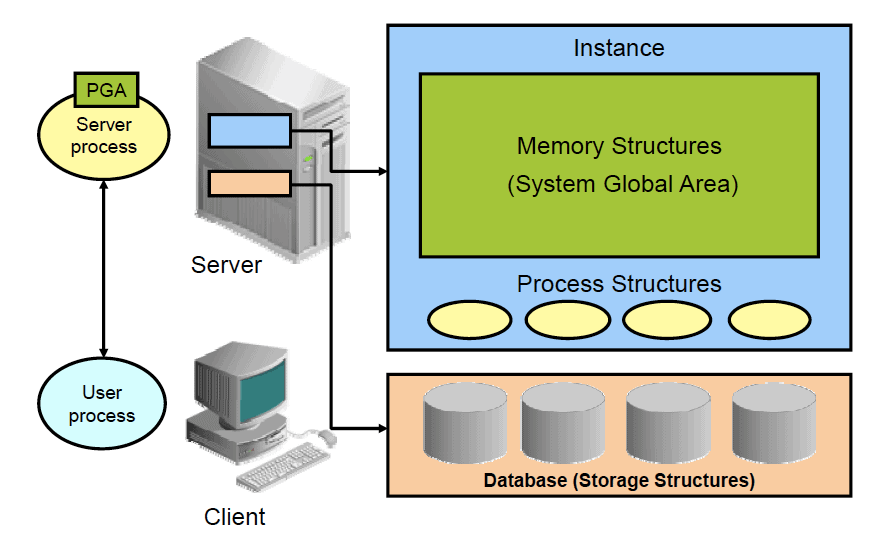 Instance
PGA
Server
process
Memory Structures
(System Global Area)
Server
Process Structures
User
process
Database (Storage Structures)
Client